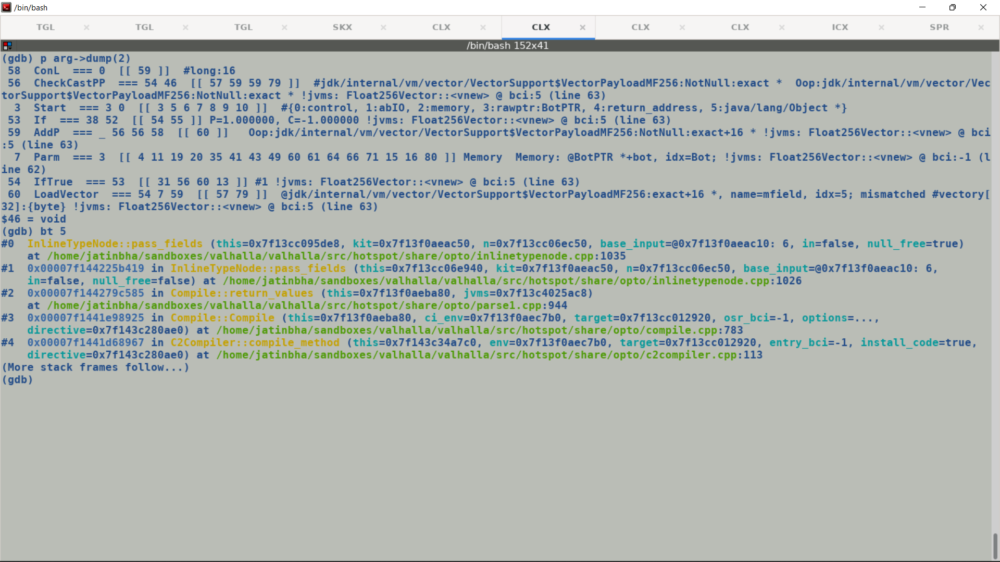 /bin/bash
TGL TGL TGL SKX CLX CLX CLX CLX ICX SPR
/bin/bash 152x41
(gdb) p arg->dump(2)
 58  ConL  === 0  [[ 59 ]]  #long:16
 56  CheckCastPP  === 54 46  [[ 57 59 59 79 ]]  #jdk/internal/vm/vector/VectorSupport$VectorPayloadMF256:NotNull:exact *  Oop:jdk/internal/vm/vector/Vec
torSupport$VectorPayloadMF256:NotNull:exact * !jvms: Float256Vector::<vnew> @ bci:5 (line 63)
  3  Start  === 3 0  [[ 3 5 6 7 8 9 10 ]]  #{0:control, 1:abIO, 2:memory, 3:rawptr:BotPTR, 4:return_address, 5:java/lang/Object *}
 53  If  === 38 52  [[ 54 55 ]] P=1.000000, C=-1.000000 !jvms: Float256Vector::<vnew> @ bci:5 (line 63)
 59  AddP  === _ 56 56 58  [[ 60 ]]   Oop:jdk/internal/vm/vector/VectorSupport$VectorPayloadMF256:NotNull:exact+16 * !jvms: Float256Vector::<vnew> @ bci
:5 (line 63)
  7  Parm  === 3  [[ 4 11 19 20 35 41 43 49 60 61 64 66 71 15 16 80 ]] Memory  Memory: @BotPTR *+bot, idx=Bot; !jvms: Float256Vector::<vnew> @ bci:-1 (l
ine 62)
 54  IfTrue  === 53  [[ 31 56 60 13 ]] #1 !jvms: Float256Vector::<vnew> @ bci:5 (line 63)
 60  LoadVector  === 54 7 59  [[ 57 79 ]]  @jdk/internal/vm/vector/VectorSupport$VectorPayloadMF256:exact+16 *, name=mfield, idx=5; mismatched #vectory[
32]:{byte} !jvms: Float256Vector::<vnew> @ bci:5 (line 63)
$46 = void
(gdb) bt 5
#0  InlineTypeNode::pass_fields (this=0x7f13cc095de8, kit=0x7f13f0aeac50, n=0x7f13cc06ec50, base_input=@0x7f13f0aeac10: 6, in=false, null_free=true)
    at /home/jatinbha/sandboxes/valhalla/valhalla/src/hotspot/share/opto/inlinetypenode.cpp:1035
#1  0x00007f144225b419 in InlineTypeNode::pass_fields (this=0x7f13cc06e940, kit=0x7f13f0aeac50, n=0x7f13cc06ec50, base_input=@0x7f13f0aeac10: 6,
    in=false, null_free=false) at /home/jatinbha/sandboxes/valhalla/valhalla/src/hotspot/share/opto/inlinetypenode.cpp:1026
#2  0x00007f144279c585 in Compile::return_values (this=0x7f13f0aeba80, jvms=0x7f13c4025ac8)
    at /home/jatinbha/sandboxes/valhalla/valhalla/src/hotspot/share/opto/parse1.cpp:944
#3  0x00007f1441e98925 in Compile::Compile (this=0x7f13f0aeba80, ci_env=0x7f13f0aec7b0, target=0x7f13cc012920, osr_bci=-1, options=...,
    directive=0x7f143c280ae0) at /home/jatinbha/sandboxes/valhalla/valhalla/src/hotspot/share/opto/compile.cpp:783
#4  0x00007f1441d68967 in C2Compiler::compile_method (this=0x7f143c34a7c0, env=0x7f13f0aec7b0, target=0x7f13cc012920, entry_bci=-1, install_code=true,
    directive=0x7f143c280ae0) at /home/jatinbha/sandboxes/valhalla/valhalla/src/hotspot/share/opto/c2compiler.cpp:113
(More stack frames follow...)
(gdb)